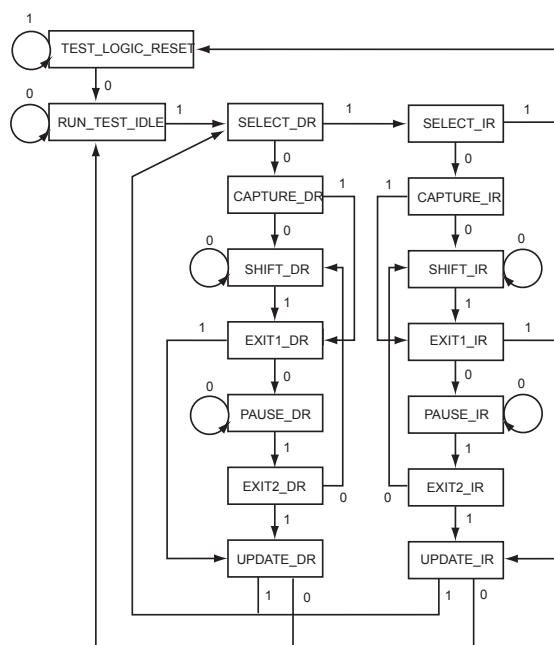 1
TEST_LOGIC_RESET
0
0
RUN_TEST_IDLE
1
SELECT_DR
1
SELECT_IR
1
0
0
CAPTURE_DR
1
1
CAPTURE_IR
0
0
0
SHIFT_DR
SHIFT_IR
0
1
1
1
EXIT1_DR
EXIT1_IR
1
0
0
0
PAUSE_DR
PAUSE_IR
0
1
1
EXIT2_DR
0
0
EXIT2_IR
1
1
UPDATE_DR
UPDATE_IR
1
0
1
0